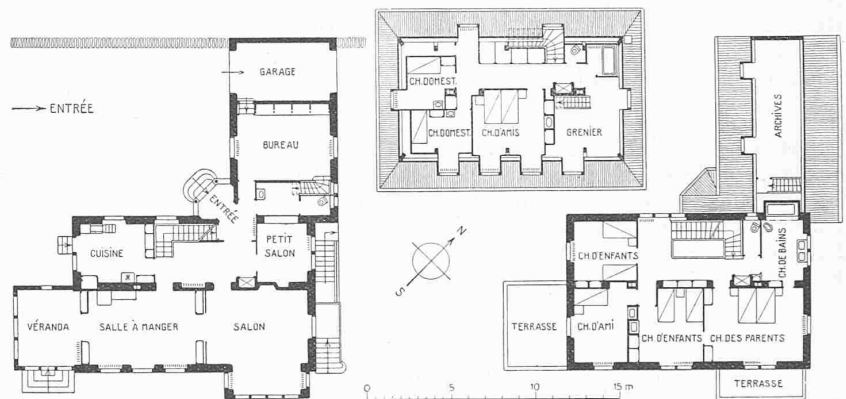 GARAGE
ENTRÉE
BUREAU
ENTRÉE
CUISINE
PETIT
SALON
VÉRANDA
SALLE À MANGER
SALON
CH. DOMEST.
CH. DOMEST.
CH. D'AMIS
GRENIER
N
S
ARCHIVES
CH. D'ENFANTS
CH. DE BAINS
TERRASSE
CH. D'AMI
CH. D'ENFANTS
CH. DES PARENTS
TERRASSE
0 5 10 15 m